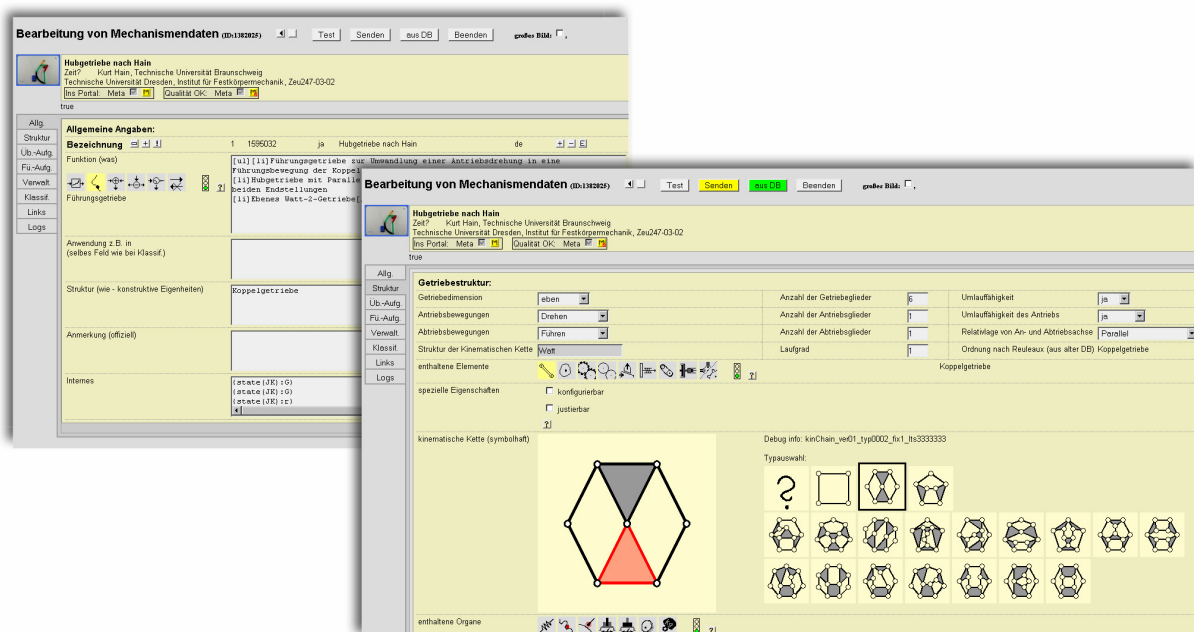 Bearbeitung von Mechanismendaten (ID:1382025) Test Senden aus DB Beenden großes Bild: ,
Hubgetriebe nach Hain
Zeit? Kurt Hain, Technische Universität Braunschweig
Technische Universität Dresden, Institut für Festkörpermechanik, Zeu247-03-02
Ins Portal: Meta Qualität OK: Meta
true
Allg.
Struktur
Üb.-Aufg.
Fü.-Aufg.
Verwalt.
Klassif.
Links
Logs
Allgemeine Angaben:
Bezeichnung 1 1595032 ja Hubgetriebe nach Hain de
Funktion (was)
Führungsgetriebe
[ul][li]Führungsgetriebe zur Umwandlung einer Antriebsdrehung in eine
Führungsbewegung der Koppel
[li]Hubgetriebe mit Paralle
beiden Endstellungen
[li]Ebenes Watt-2-Getriebe[
Anwendung z.B. in
(selbes Feld wie bei Klassif.)
Struktur (wie - konstruktive Eigenheiten) Koppelgetriebe
Anmerkung (offiziell)
Internes
(state(JK):G)
(state(JK):G)
(state(JK):r)
Bearbeitung von Mechanismendaten (ID:1382025) Test Senden aus DB Beenden großes Bild: ,
Hubgetriebe nach Hain
Zeit? Kurt Hain, Technische Universität Braunschweig
Technische Universität Dresden, Institut für Festkörpermechanik, Zeu247-03-02
Ins Portal: Meta Qualität OK: Meta
true
Allg.
Struktur
Üb.-Aufg.
Fü.-Aufg.
Verwalt.
Klassif.
Links
Logs
Getriebestruktur:
Getriebedimension eben Anzahl der Getriebeglieder 6 Umlauffähigkeit ja
Antriebsbewegungen Drehen Anzahl der Antriebsglieder 1 Umlauffähigkeit des Antriebs ja
Abtriebsbewegungen Führen Anzahl der Abtriebsglieder 1 Relativlage von An- und Abtriebsachse Parallel
Struktur der Kinematischen Kette Watt Laufgrad 1 Ordnung nach Reuleaux (aus alter DB) Koppelgetriebe
enthaltene Elemente ? Koppelgetriebe
spezielle Eigenschaften konfigurierbar
justierbar
?
kinematische Kette (symbolhaft) Debug info: kinChain_ver01_typ0002_fix1_lts3333333
Typauswahl:
?
enthaltene Organe ?